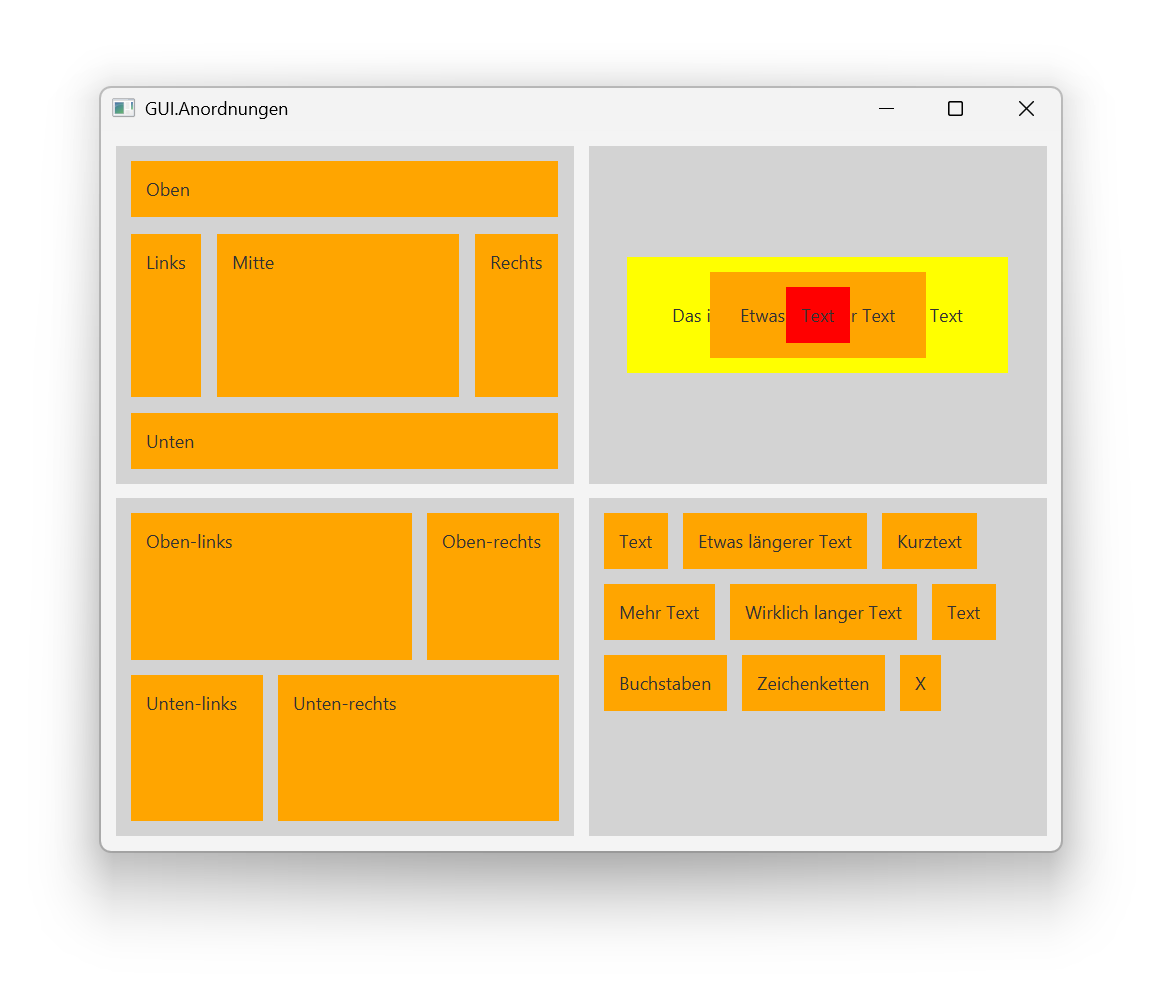 GUI.Anordnungen
Oben
Links Mitte Rechts
Unten
Das i Etwas Text r Text Text
Oben-links Oben-rechts
Unten-links Unten-rechts
Text Etwas längerer Text Kurztext
Mehr Text Wirklich langer Text Text
Buchstaben Zeichenketten X